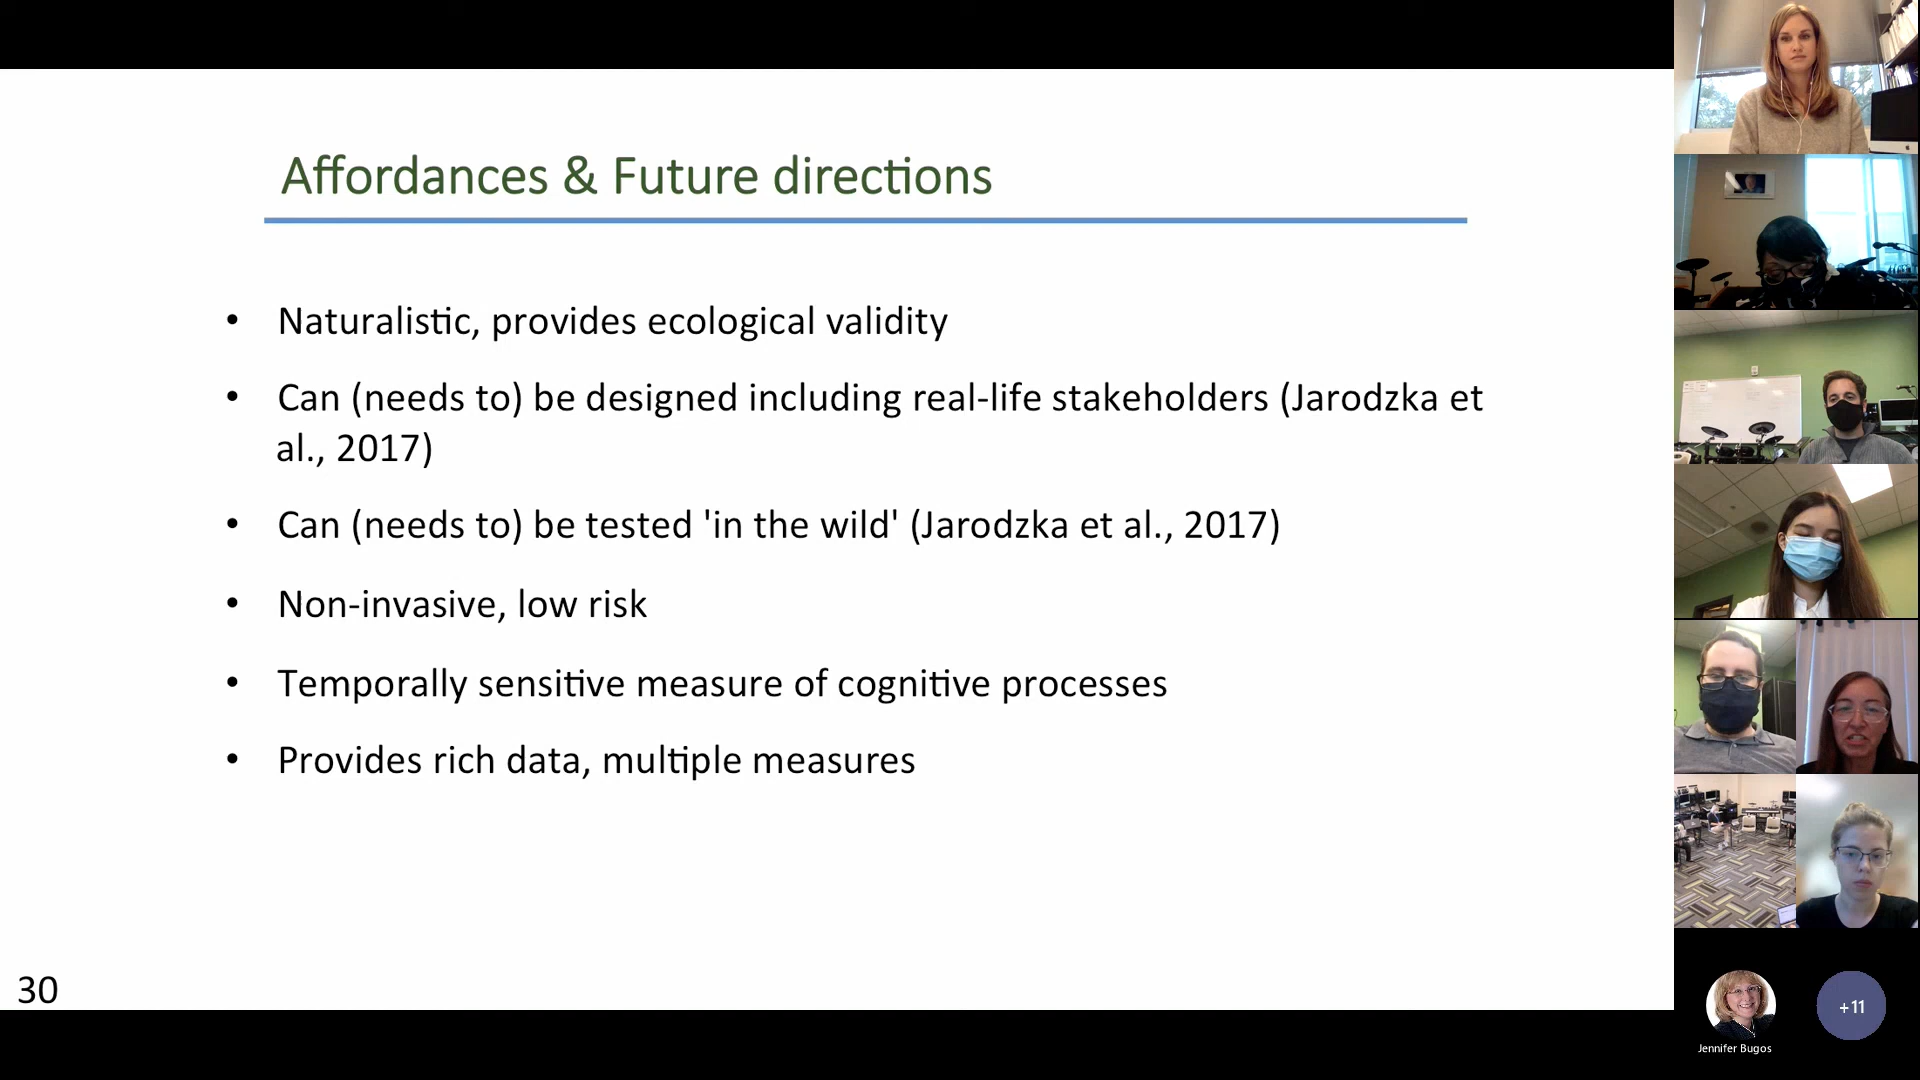 Affordances & Future directions
• Naturalistic, provides ecological validity
• Can (needs to) be designed including real-life stakeholders (Jarodzka et
al., 2017)
• Can (needs to) be tested 'in the wild' (Jarodzka et al., 2017)
• Non-invasive, low risk
• Temporally sensitive measure of cognitive processes
• Provides rich data, multiple measures
30
+11
Jennifer Bugos